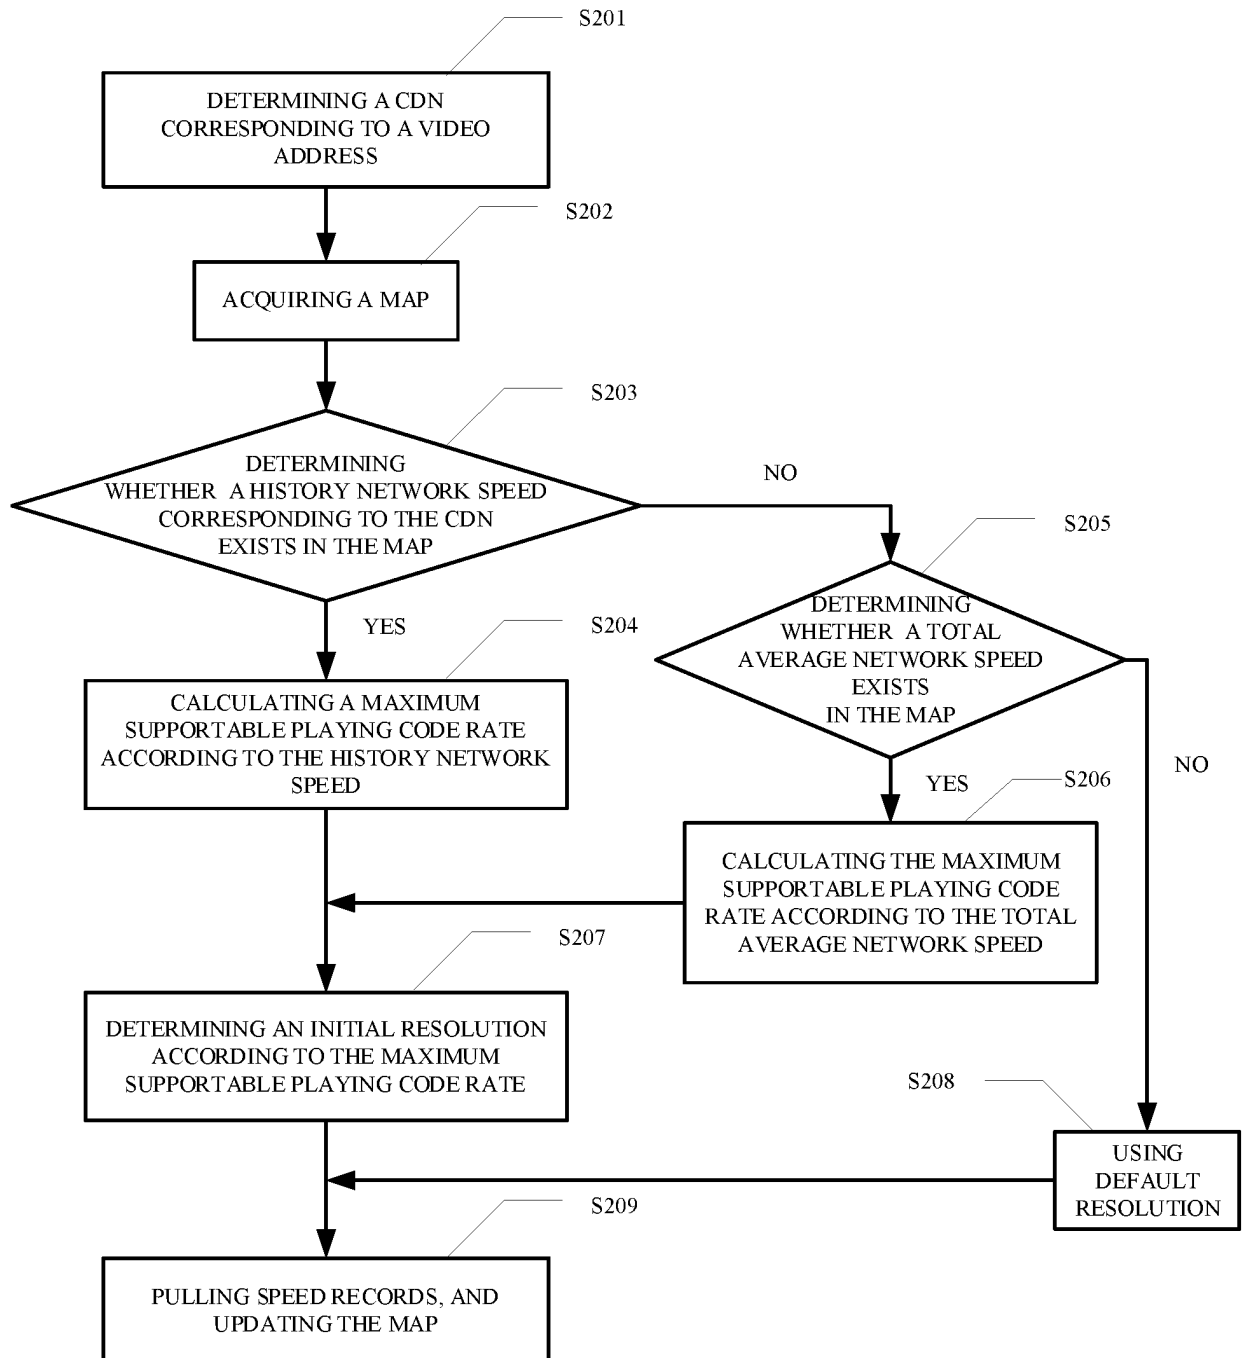 S201
DETERMINING A CDN
CORRESPONDING TO A VIDEO
ADDRESS
S202
ACQUIRING A MAP
S203
DETERMINING
WHETHER A HISTORY NETWORK SPEED
CORRESPONDING TO THE CDN
EXISTS IN THE MAP
NO
S205
DETERMINING
WHETHER A TOTAL
AVERAGE NETWORK SPEED
EXISTS
IN THE MAP
YES
S204
CALCULATING A MAXIMUM
SUPPORTABLE PLAYING CODE RATE
ACCORDING TO THE HISTORY NETWORK
SPEED
NO
YES
S206
CALCULATING THE MAXIMUM
SUPPORTABLE PLAYING CODE
RATE ACCORDING TO THE TOTAL
AVERAGE NETWORK SPEED
S207
DETERMINING AN INITIAL RESOLUTION
ACCORDING TO THE MAXIMUM
SUPPORTABLE PLAYING CODE RATE
S208
USING
DEFAULT
RESOLUTION
S209
PULLING SPEED RECORDS, AND
UPDATING THE MAP